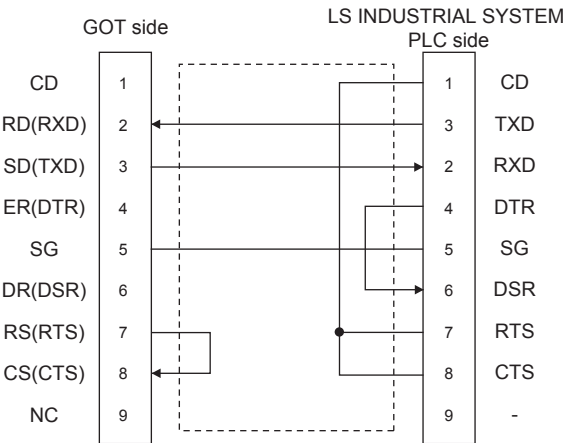 GOT side
LS INDUSTRIAL SYSTEM
PLC side
CD 1 1 CD
RD(RXD) 2 3 TXD
SD(TXD) 3 2 RXD
ER(DTR) 4 4 DTR
SG 5 5 SG
DR(DSR) 6 6 DSR
RS(RTS) 7 7 RTS
CS(CTS) 8 8 CTS
NC 9 9 -